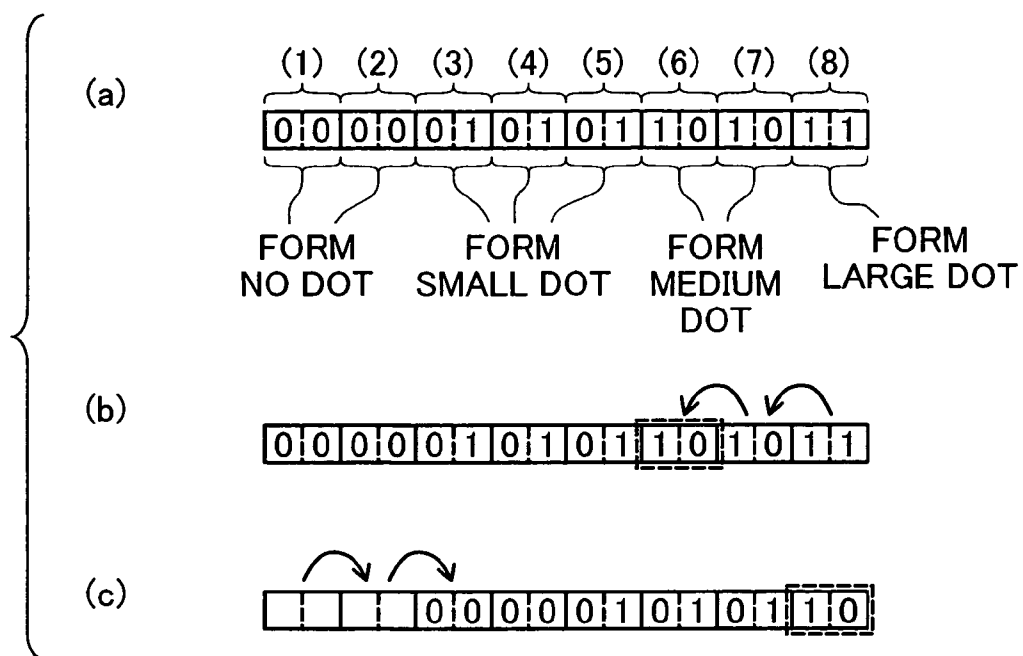 (1) (2) (3) (4) (5) (6) (7) (8)
(a)
0 0 0 0 0 1 0 1 0 1 1 0 1 0 1 1
FORM NO DOT
FORM SMALL DOT
FORM MEDIUM DOT
FORM LARGE DOT
(b)
0 0 0 0 0 1 0 1 0 1 1 0 1 0 1 1
(c)
0 0 0 0 0 1 0 1 0 1 1 0